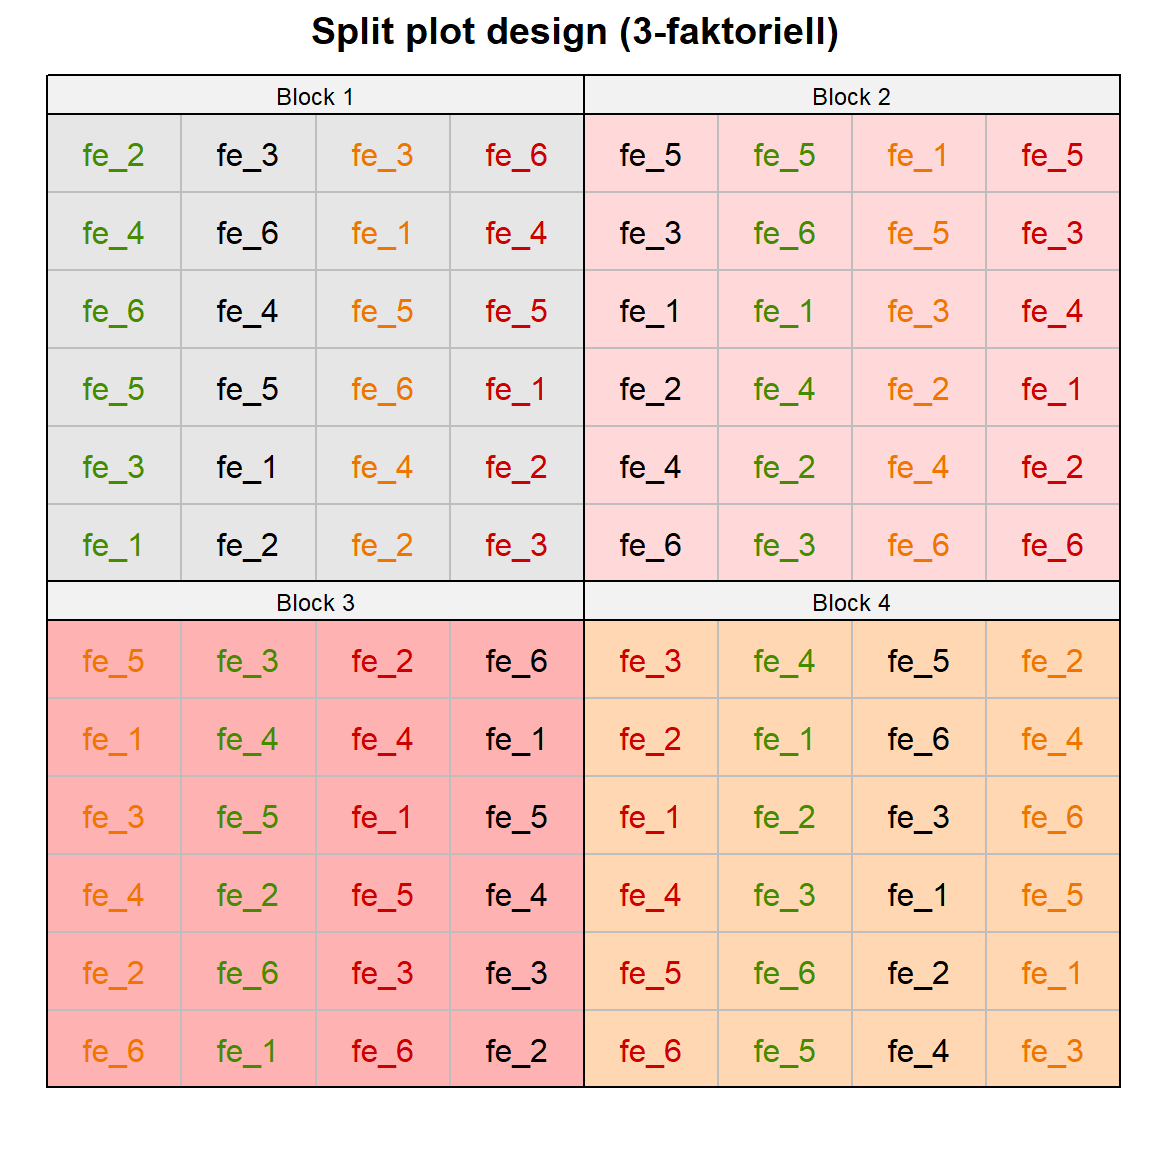 Split plot design (3-faktoriell)
Block 1 Block 2
fe_2 fe_3 fe_3 fe_6 fe_5 fe_5 fe_1 fe_5
fe_4 fe_6 fe_1 fe_4 fe_3 fe_6 fe_5 fe_3
fe_6 fe_4 fe_5 fe_5 fe_1 fe_1 fe_3 fe_4
fe_5 fe_5 fe_6 fe_1 fe_2 fe_4 fe_2 fe_1
fe_3 fe_1 fe_4 fe_2 fe_4 fe_2 fe_4 fe_2
fe_1 fe_2 fe_2 fe_3 fe_6 fe_3 fe_6 fe_6
Block 3 Block 4
fe_5 fe_3 fe_2 fe_6 fe_3 fe_4 fe_5 fe_2
fe_1 fe_4 fe_4 fe_1 fe_2 fe_1 fe_6 fe_4
fe_3 fe_5 fe_1 fe_5 fe_1 fe_2 fe_3 fe_6
fe_4 fe_2 fe_5 fe_4 fe_4 fe_3 fe_1 fe_5
fe_2 fe_6 fe_3 fe_3 fe_5 fe_6 fe_2 fe_1
fe_6 fe_1 fe_6 fe_2 fe_6 fe_5 fe_4 fe_3